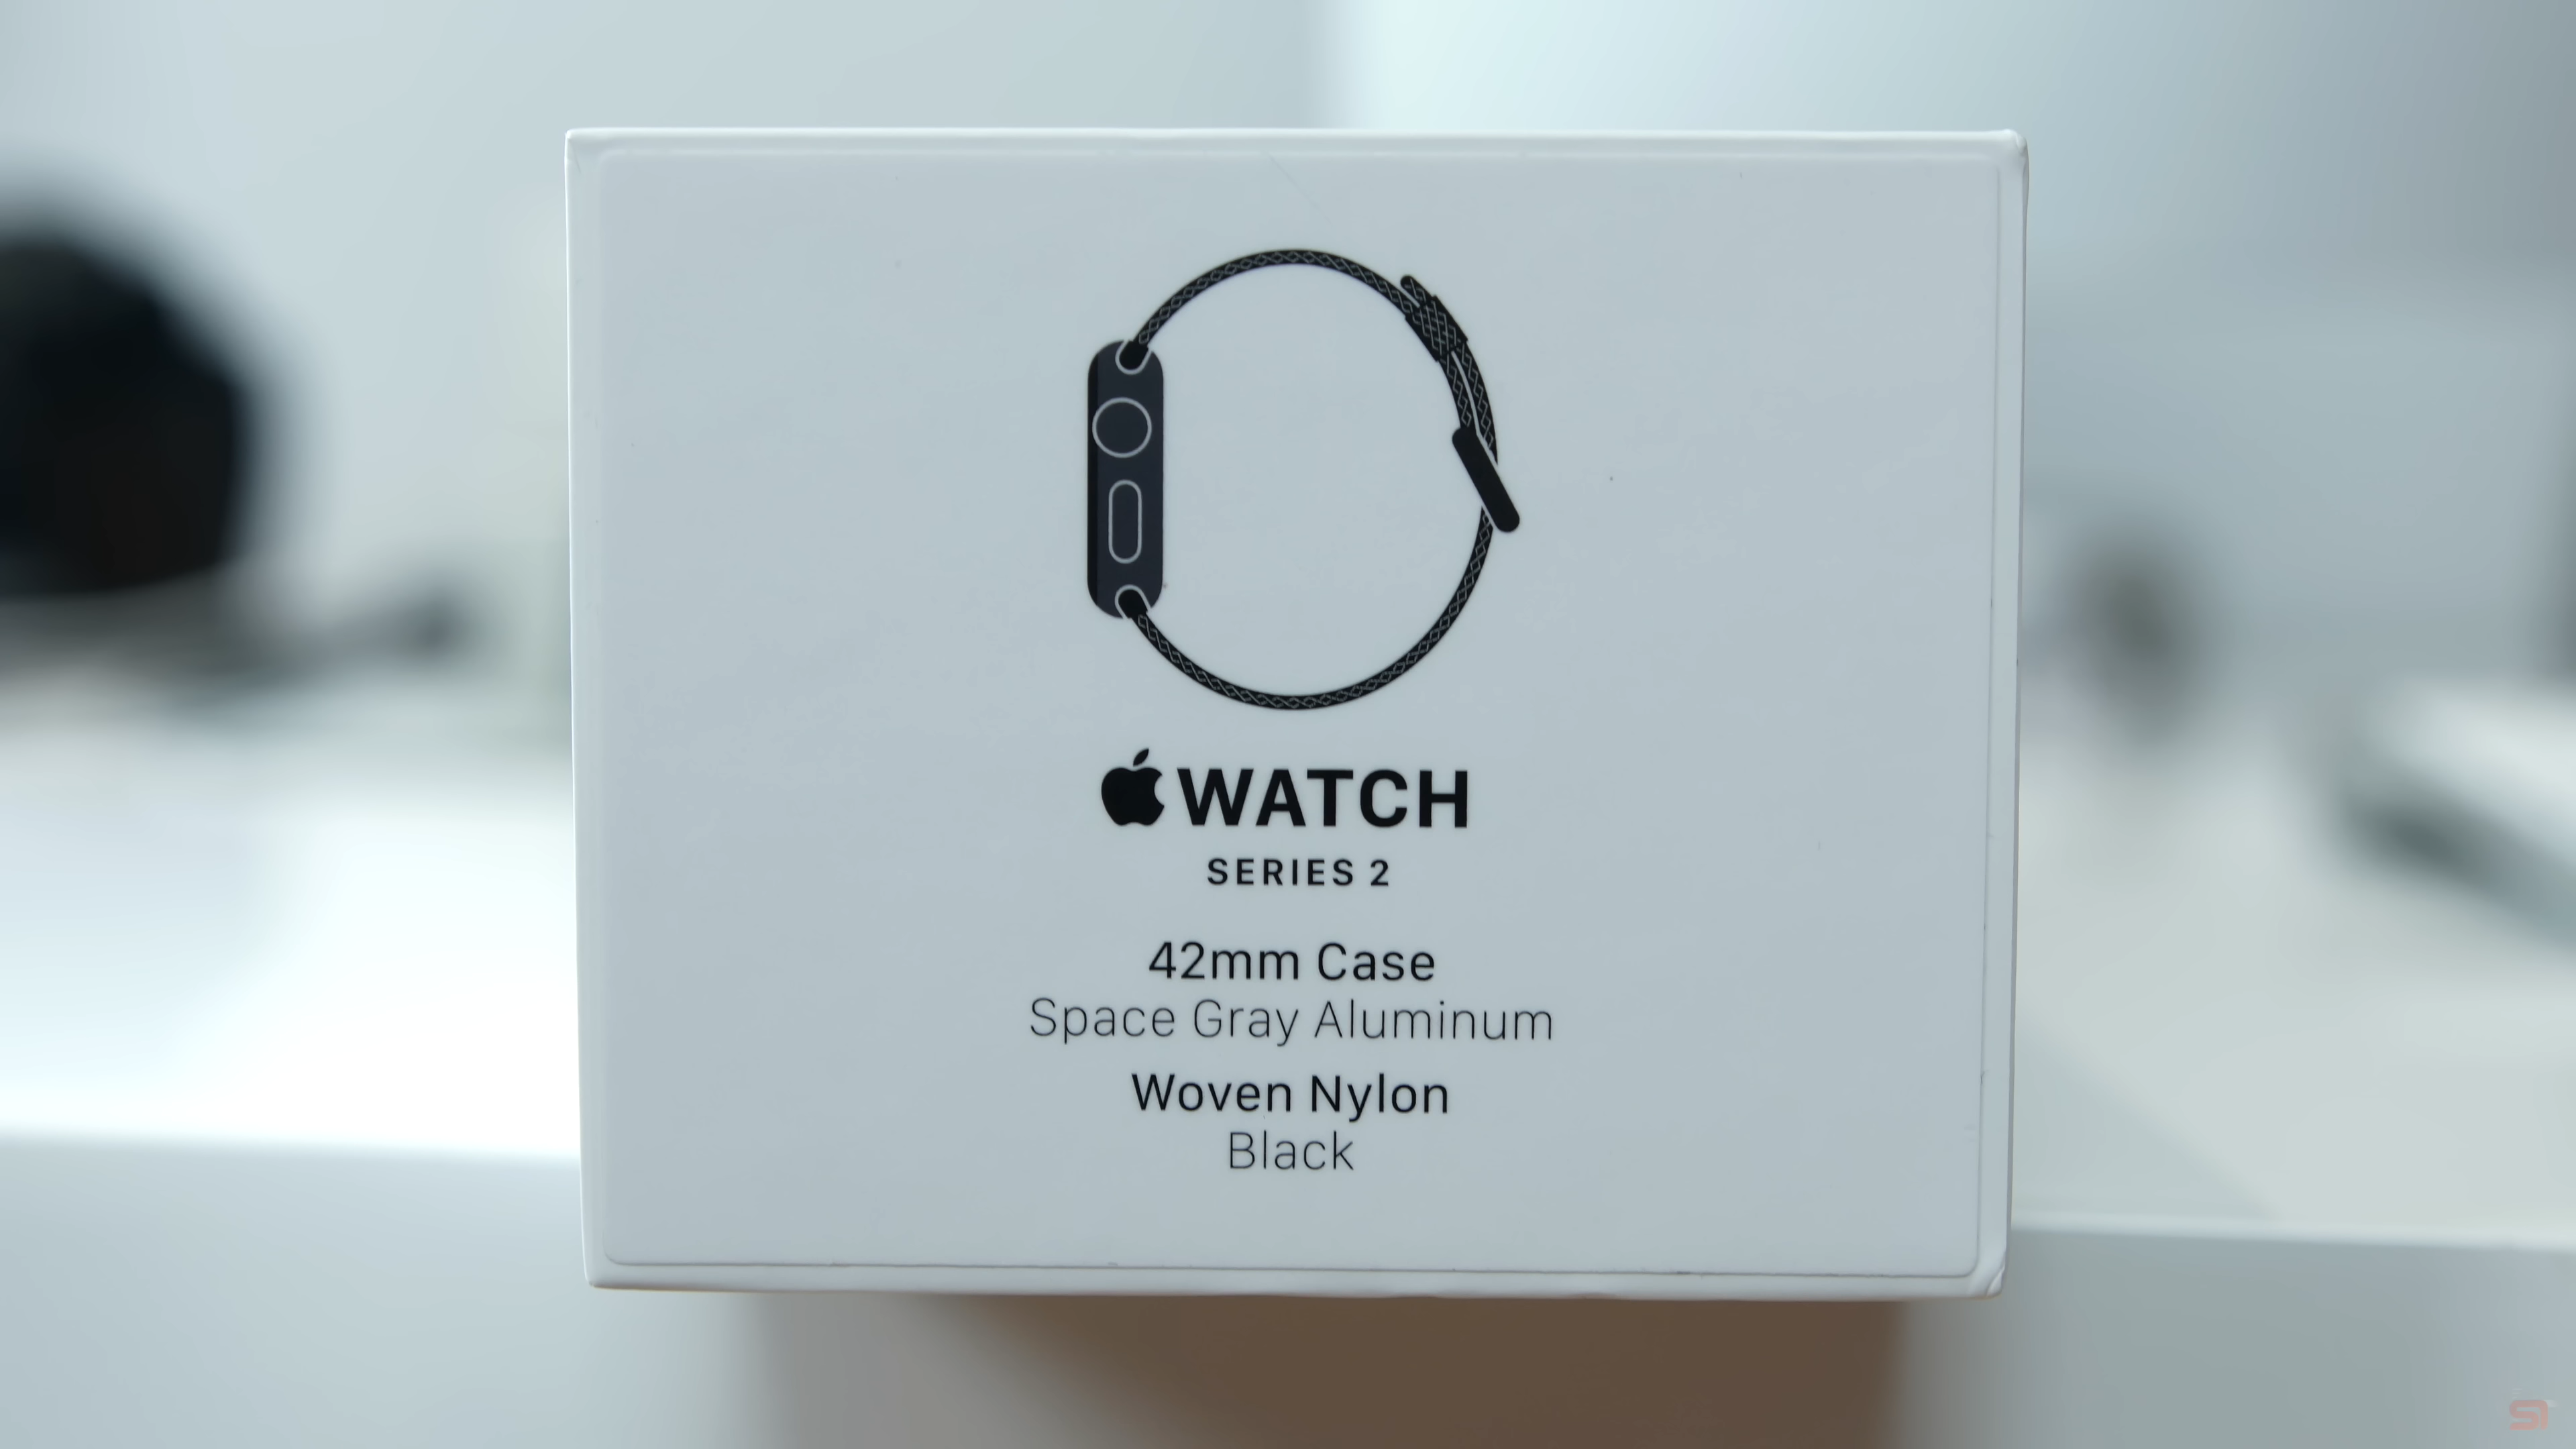 WATCH
SERIES 2
42mm Case
Space Gray Aluminum
Woven Nylon
Black